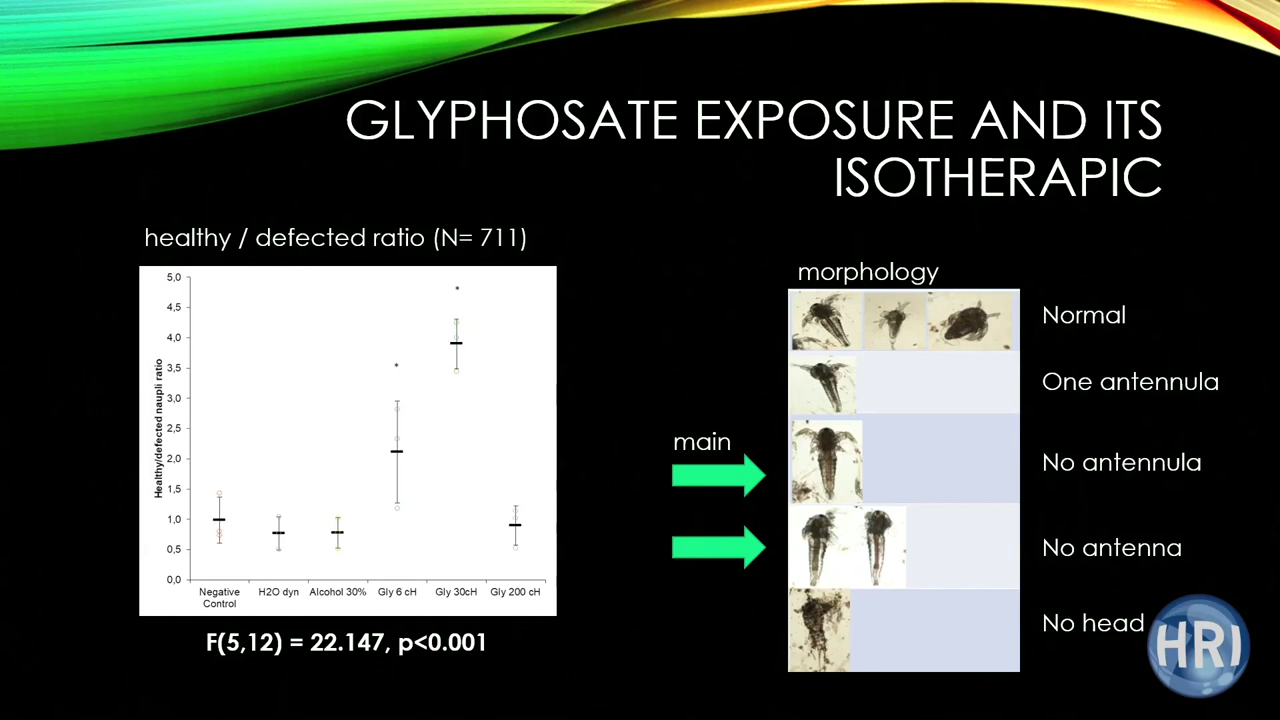 GLYPHOSATE EXPOSURE AND ITS
ISOTHERAPIC
healthy / defected ratio (N= 711)
Healthy/defected nauplii ratio
5,0
4,5
4,0
3,5
3,0
2,5
2,0
1,5
1,0
0,5
0,0
*
*
Negative
Control
H2O dyn
Alcohol 30%
Gly 6 cH
Gly 30cH
Gly 200 cH
F(5,12) = 22.147, p<0.001
morphology
main
Normal
One antennula
No antennula
No antenna
No head
HRI